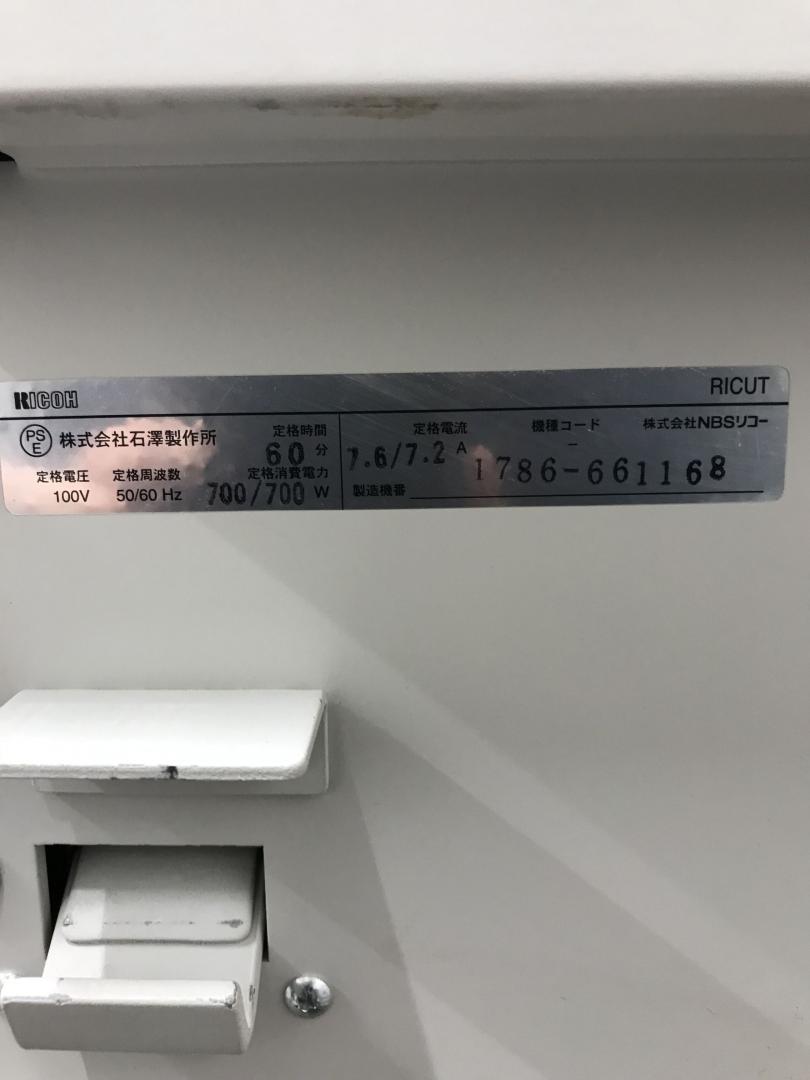 RICOH RICUT
PSE 株式会社石澤製作所 定格時間 60 分 定格電流 7.6/7.2 A 機種コード － 株式会社NBSリコー
定格電圧 100V 定格周波数 50/60 Hz 定格消費電力 700/700 W 製造機番 1786-661168